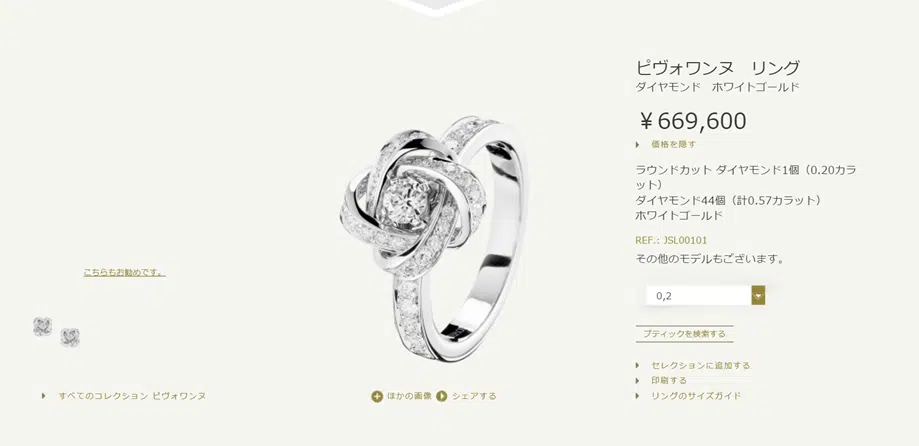 ピヴォワンヌ　リング
ダイヤモンド　ホワイトゴールド
￥669,600
価格を隠す
ラウンドカット ダイヤモンド1個（0.20カラ
ット）
ダイヤモンド44個（計0.57カラット）
ホワイトゴールド
REF.: JSL00101
その他のモデルもございます。
0,2
ブティックを検索する
セレクションに追加する
印刷する
リングのサイズガイド
こちらもお勧めです。
すべてのコレクション ピヴォワンヌ
ほかの画像 シェアする